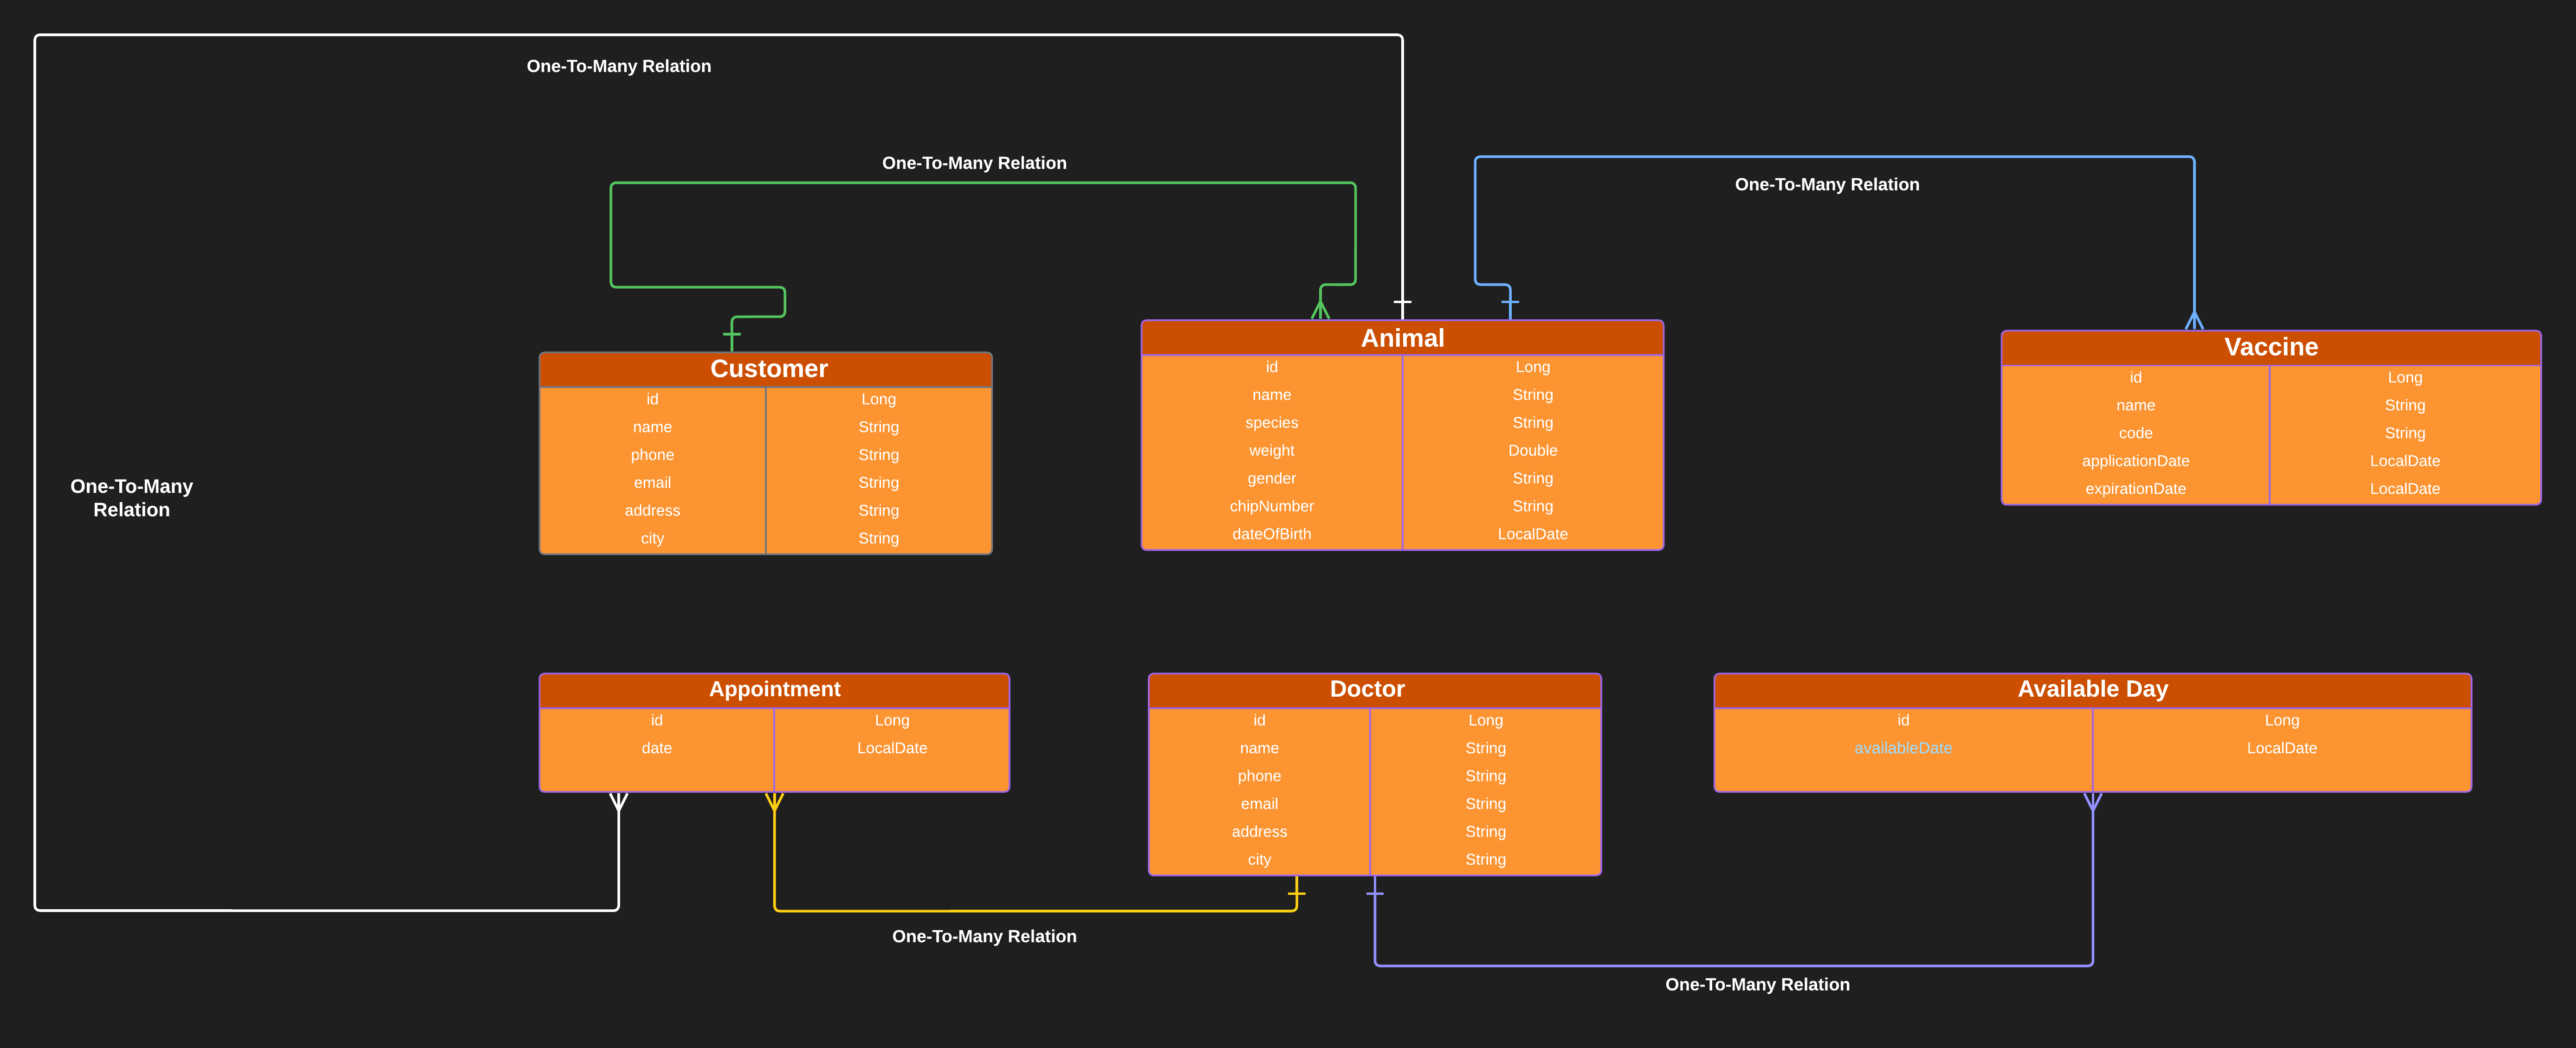 One-To-Many Relation
One-To-Many Relation
One-To-Many Relation
One-To-Many
Relation
Customer
id Long
name String
phone String
email String
address String
city String
Animal
id Long
name String
species String
weight Double
gender String
chipNumber String
dateOfBirth LocalDate
Vaccine
id Long
name String
code String
applicationDate LocalDate
expirationDate LocalDate
Appointment
id Long
date LocalDate
Doctor
id Long
name String
phone String
email String
address String
city String
Available Day
id Long
availableDate LocalDate
One-To-Many Relation
One-To-Many Relation